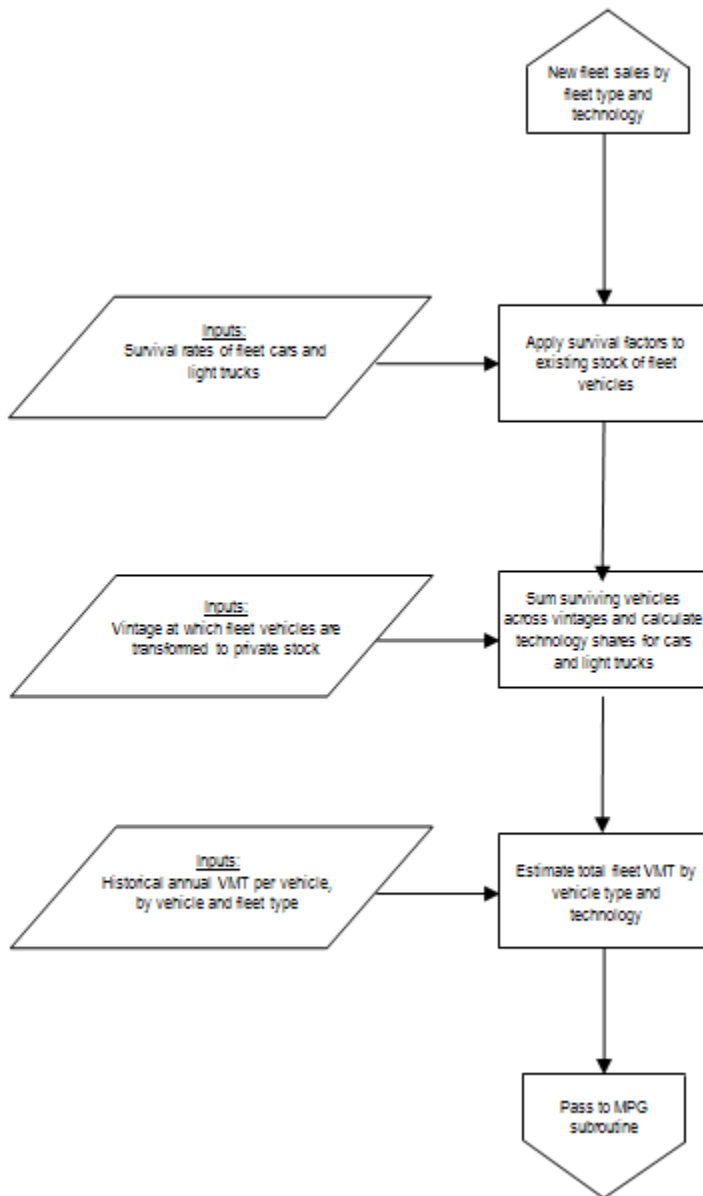 New fleet sales by
fleet type and
technology
Inputs:
Survival rates of fleet cars and
light trucks
Apply survival factors to
existing stock of fleet
vehicles
Inputs:
Vintage at which fleet vehicles are
transformed to private stock
Sum surviving vehicles
across vintages and calculate
technology shares for cars
and light trucks
Inputs:
Historical annual VMT per vehicle,
by vehicle and fleet type
Estimate total fleet VMT by
vehicle type and
technology
Pass to MPG
subroutine